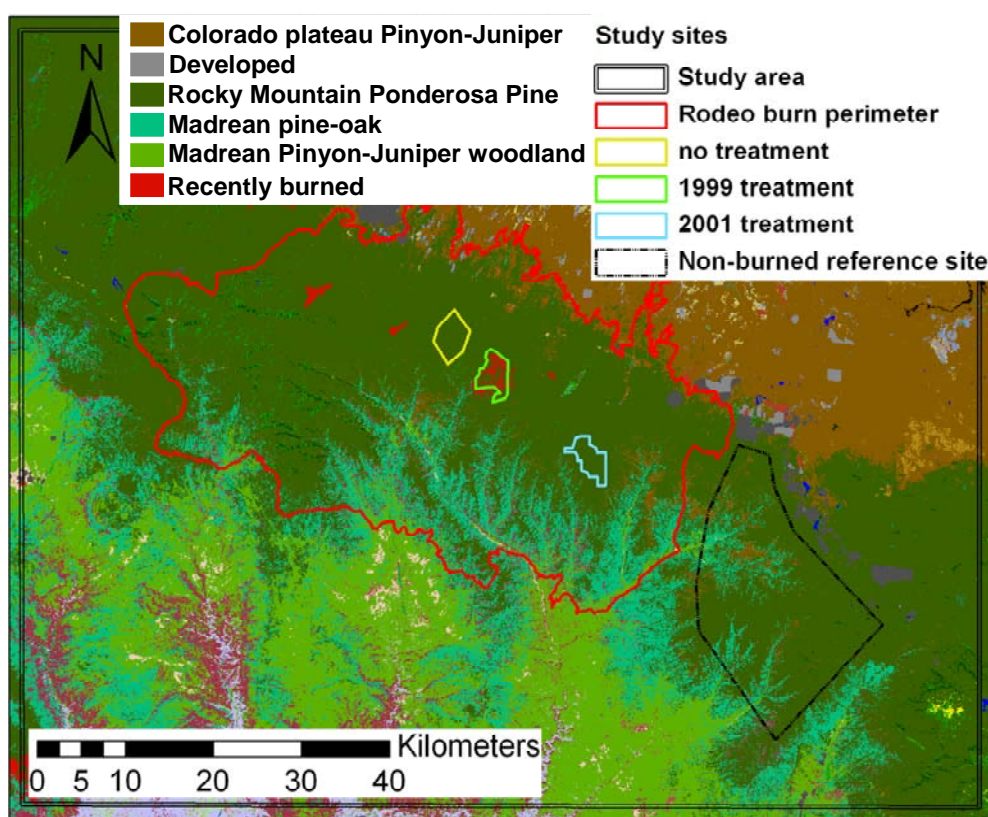 Colorado plateau Pinyon-Juniper
Developed
Rocky Mountain Ponderosa Pine
Madrean pine-oak
Madrean Pinyon-Juniper woodland
Recently burned
Study sites
Study area
Rodeo burn perimeter
no treatment
1999 treatment
2001 treatment
Non-burned reference site
N
Kilometers
0 5 10 20 30 40